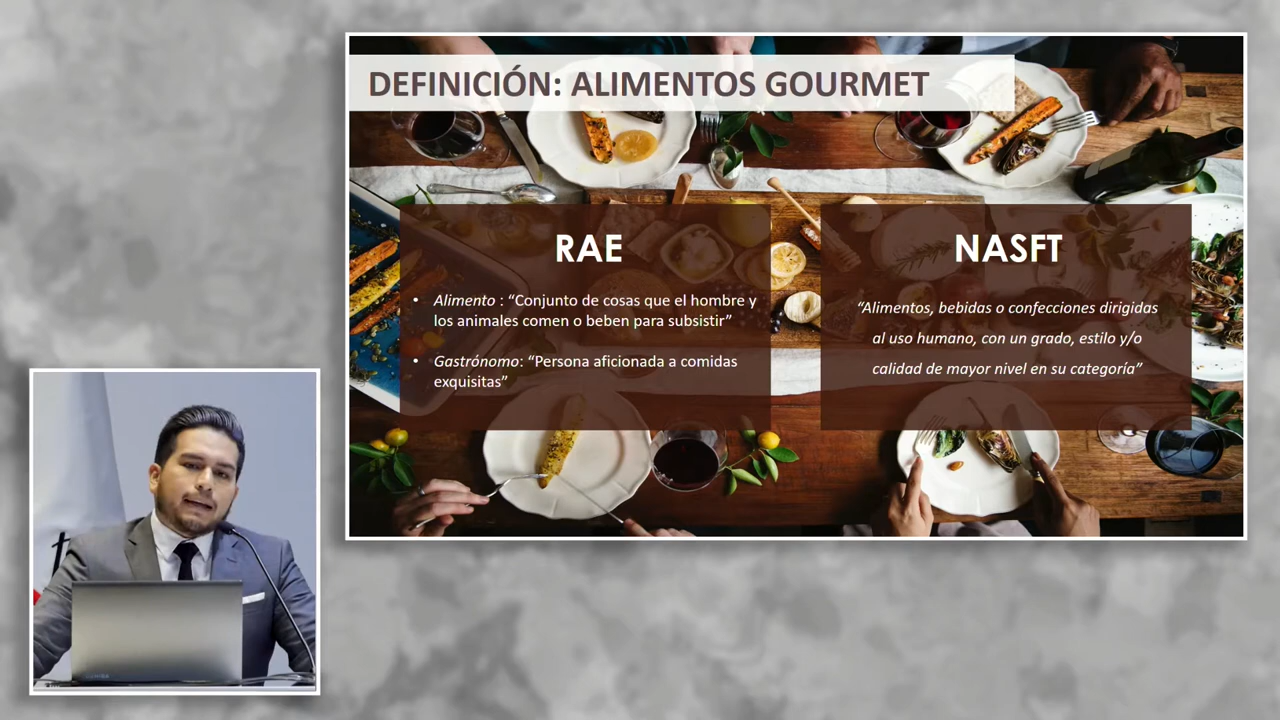 DEFINICIÓN: ALIMENTOS GOURMET
RAE
• Alimento : “Conjunto de cosas que el hombre y
los animales comen o beben para subsistir”
• Gastrónomo: “Persona aficionada a comidas
exquisitas”
NASFT
“Alimentos, bebidas o confecciones dirigidas
al uso humano, con un grado, estilo y/o
calidad de mayor nivel en su categoría”